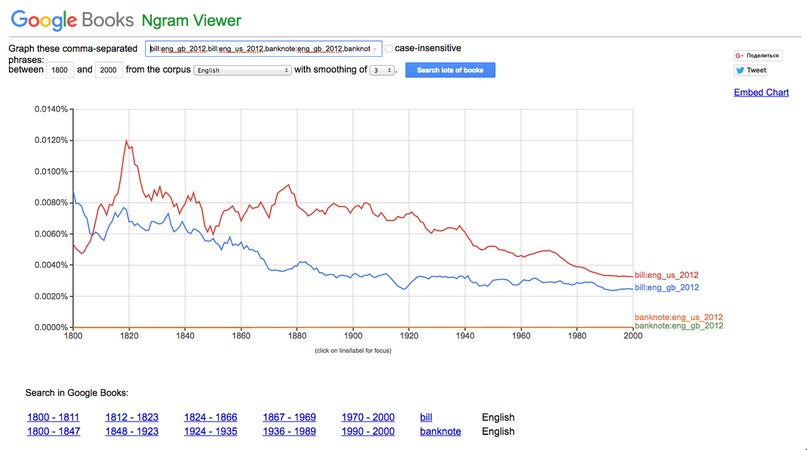 Google Books Ngram Viewer
Graph these comma-separated phrases: bill:eng_gb_2012,bill:eng_us_2012,banknote:eng_gb_2012,banknot case-insensitive
between 1800 and 2000 from the corpus English with smoothing of 3 . Search lots of books
Поделиться
Tweet
Embed Chart
0.0140%
0.0120%
0.0100%
0.0080%
0.0060%
0.0040%
0.0020%
0.0000%
bill:eng_us_2012
bill:eng_gb_2012
banknote:eng_us_2012
banknote:eng_gb_2012
1800 1820 1840 1860 1880 1900 1920 1940 1960 1980 2000
(click on line/label for focus)
Search in Google Books:
1800 - 1811 1812 - 1823 1824 - 1866 1867 - 1969 1970 - 2000 bill English
1800 - 1847 1848 - 1923 1924 - 1935 1936 - 1989 1990 - 2000 banknote English